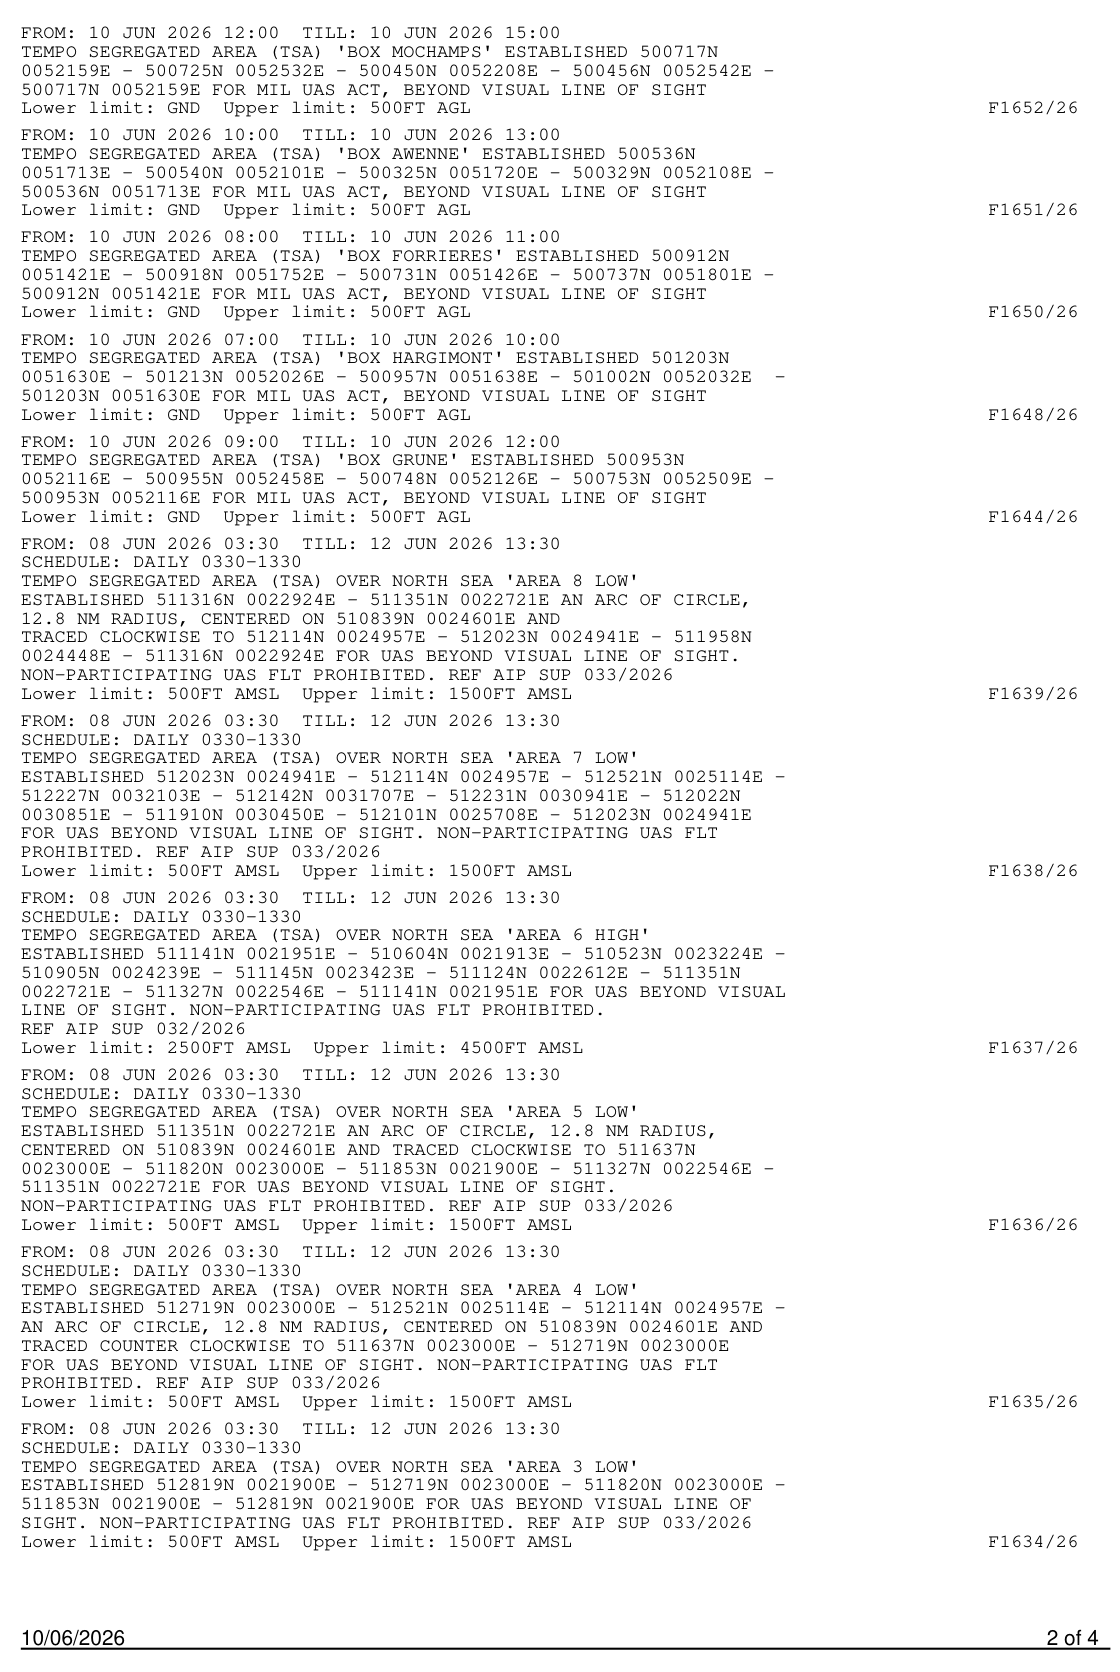 FROM: 10 JUN 2026 12:00  TILL: 10 JUN 2026 15:00
TEMPO SEGREGATED AREA (TSA) 'BOX MOCHAMPS' ESTABLISHED 500717N
0052159E - 500725N 0052532E - 500450N 0052208E - 500456N 0052542E -
500717N 0052159E FOR MIL UAS ACT, BEYOND VISUAL LINE OF SIGHT
Lower limit: GND  Upper limit: 500FT AGL F1652/26
FROM: 10 JUN 2026 10:00  TILL: 10 JUN 2026 13:00
TEMPO SEGREGATED AREA (TSA) 'BOX AWENNE' ESTABLISHED 500536N
0051713E - 500540N 0052101E - 500325N 0051720E - 500329N 0052108E -
500536N 0051713E FOR MIL UAS ACT, BEYOND VISUAL LINE OF SIGHT
Lower limit: GND  Upper limit: 500FT AGL F1651/26
FROM: 10 JUN 2026 08:00  TILL: 10 JUN 2026 11:00
TEMPO SEGREGATED AREA (TSA) 'BOX FORRIERES' ESTABLISHED 500912N
0051421E - 500918N 0051752E - 500731N 0051426E - 500737N 0051801E -
500912N 0051421E FOR MIL UAS ACT, BEYOND VISUAL LINE OF SIGHT
Lower limit: GND  Upper limit: 500FT AGL F1650/26
FROM: 10 JUN 2026 07:00  TILL: 10 JUN 2026 10:00
TEMPO SEGREGATED AREA (TSA) 'BOX HARGIMONT' ESTABLISHED 501203N
0051630E - 501213N 0052026E - 500957N 0051638E - 501002N 0052032E  -
501203N 0051630E FOR MIL UAS ACT, BEYOND VISUAL LINE OF SIGHT
Lower limit: GND  Upper limit: 500FT AGL F1648/26
FROM: 10 JUN 2026 09:00  TILL: 10 JUN 2026 12:00
TEMPO SEGREGATED AREA (TSA) 'BOX GRUNE' ESTABLISHED 500953N
0052116E - 500955N 0052458E - 500748N 0052126E - 500753N 0052509E -
500953N 0052116E FOR MIL UAS ACT, BEYOND VISUAL LINE OF SIGHT
Lower limit: GND  Upper limit: 500FT AGL F1644/26
FROM: 08 JUN 2026 03:30  TILL: 12 JUN 2026 13:30
SCHEDULE: DAILY 0330-1330
TEMPO SEGREGATED AREA (TSA) OVER NORTH SEA 'AREA 8 LOW'
ESTABLISHED 511316N 0022924E - 511351N 0022721E AN ARC OF CIRCLE,
12.8 NM RADIUS, CENTERED ON 510839N 0024601E AND
TRACED CLOCKWISE TO 512114N 0024957E - 512023N 0024941E - 511958N
0024448E - 511316N 0022924E FOR UAS BEYOND VISUAL LINE OF SIGHT.
NON-PARTICIPATING UAS FLT PROHIBITED. REF AIP SUP 033/2026
Lower limit: 500FT AMSL  Upper limit: 1500FT AMSL F1639/26
FROM: 08 JUN 2026 03:30  TILL: 12 JUN 2026 13:30
SCHEDULE: DAILY 0330-1330
TEMPO SEGREGATED AREA (TSA) OVER NORTH SEA 'AREA 7 LOW'
ESTABLISHED 512023N 0024941E - 512114N 0024957E - 512521N 0025114E -
512227N 0032103E - 512142N 0031707E - 512231N 0030941E - 512022N
0030851E - 511910N 0030450E - 512101N 0025708E - 512023N 0024941E
FOR UAS BEYOND VISUAL LINE OF SIGHT. NON-PARTICIPATING UAS FLT
PROHIBITED. REF AIP SUP 033/2026
Lower limit: 500FT AMSL  Upper limit: 1500FT AMSL F1638/26
FROM: 08 JUN 2026 03:30  TILL: 12 JUN 2026 13:30
SCHEDULE: DAILY 0330-1330
TEMPO SEGREGATED AREA (TSA) OVER NORTH SEA 'AREA 6 HIGH'
ESTABLISHED 511141N 0021951E - 510604N 0021913E - 510523N 0023224E -
510905N 0024239E - 511145N 0023423E - 511124N 0022612E - 511351N
0022721E - 511327N 0022546E - 511141N 0021951E FOR UAS BEYOND VISUAL
LINE OF SIGHT. NON-PARTICIPATING UAS FLT PROHIBITED.
REF AIP SUP 032/2026
Lower limit: 2500FT AMSL  Upper limit: 4500FT AMSL F1637/26
FROM: 08 JUN 2026 03:30  TILL: 12 JUN 2026 13:30
SCHEDULE: DAILY 0330-1330
TEMPO SEGREGATED AREA (TSA) OVER NORTH SEA 'AREA 5 LOW'
ESTABLISHED 511351N 0022721E AN ARC OF CIRCLE, 12.8 NM RADIUS,
CENTERED ON 510839N 0024601E AND TRACED CLOCKWISE TO 511637N
0023000E - 511820N 0023000E - 511853N 0021900E - 511327N 0022546E -
511351N 0022721E FOR UAS BEYOND VISUAL LINE OF SIGHT.
NON-PARTICIPATING UAS FLT PROHIBITED. REF AIP SUP 033/2026
Lower limit: 500FT AMSL  Upper limit: 1500FT AMSL F1636/26
FROM: 08 JUN 2026 03:30  TILL: 12 JUN 2026 13:30
SCHEDULE: DAILY 0330-1330
TEMPO SEGREGATED AREA (TSA) OVER NORTH SEA 'AREA 4 LOW'
ESTABLISHED 512719N 0023000E - 512521N 0025114E - 512114N 0024957E -
AN ARC OF CIRCLE, 12.8 NM RADIUS, CENTERED ON 510839N 0024601E AND
TRACED COUNTER CLOCKWISE TO 511637N 0023000E - 512719N 0023000E
FOR UAS BEYOND VISUAL LINE OF SIGHT. NON-PARTICIPATING UAS FLT
PROHIBITED. REF AIP SUP 033/2026
Lower limit: 500FT AMSL  Upper limit: 1500FT AMSL F1635/26
FROM: 08 JUN 2026 03:30  TILL: 12 JUN 2026 13:30
SCHEDULE: DAILY 0330-1330
TEMPO SEGREGATED AREA (TSA) OVER NORTH SEA 'AREA 3 LOW'
ESTABLISHED 512819N 0021900E - 512719N 0023000E - 511820N 0023000E -
511853N 0021900E - 512819N 0021900E FOR UAS BEYOND VISUAL LINE OF
SIGHT. NON-PARTICIPATING UAS FLT PROHIBITED. REF AIP SUP 033/2026
Lower limit: 500FT AMSL  Upper limit: 1500FT AMSL F1634/26
10/06/2026 2 of 4